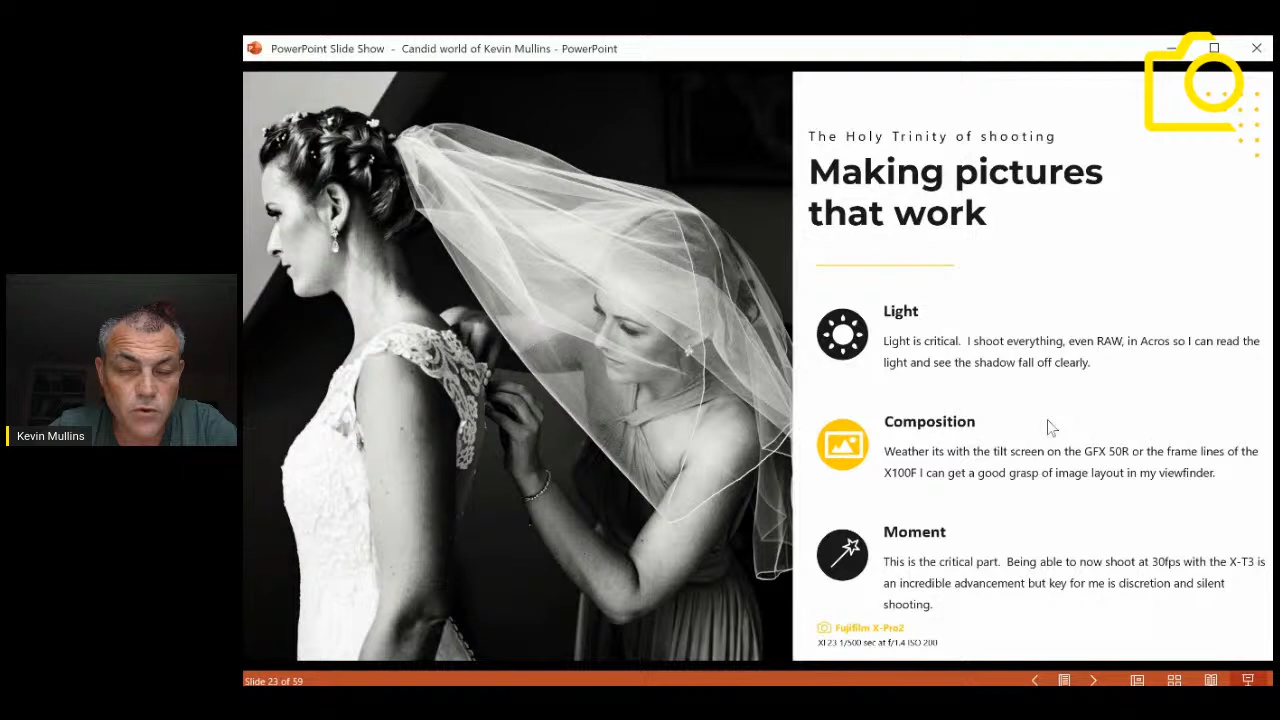 PowerPoint Slide Show - Candid world of Kevin Mullins - PowerPoint
The Holy Trinity of shooting
Making pictures
that work
Light
Light is critical. I shoot everything, even RAW, in Acros so I can read the
light and see the shadow fall off clearly.
Composition
Weather its with the tilt screen on the GFX 50R or the frame lines of the
X100F I can get a good grasp of image layout in my viewfinder.
Moment
This is the critical part. Being able to now shoot at 30fps with the X-T3 is
an incredible advancement but key for me is discretion and silent
shooting.
Fujifilm X-Pro2
Xf 23 1/500 sec at f/1.4 ISO 200
Kevin Mullins
Slide 23 of 59